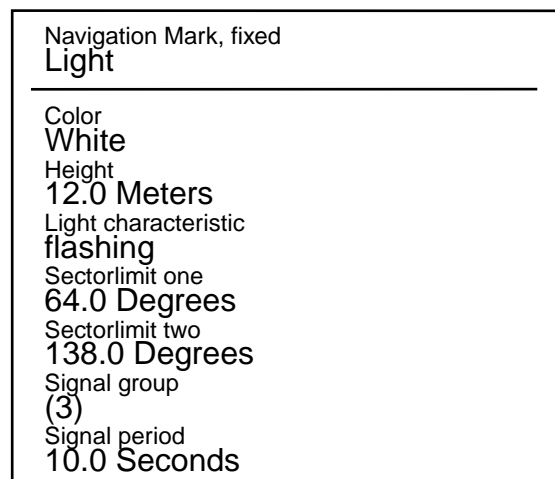 Navigation Mark, fixed
Light
Color
White
Height
12.0 Meters
Light characteristic
flashing
Sectorlimit one
64.0 Degrees
Sectorlimit two
138.0 Degrees
Signal group
(3)
Signal period
10.0 Seconds